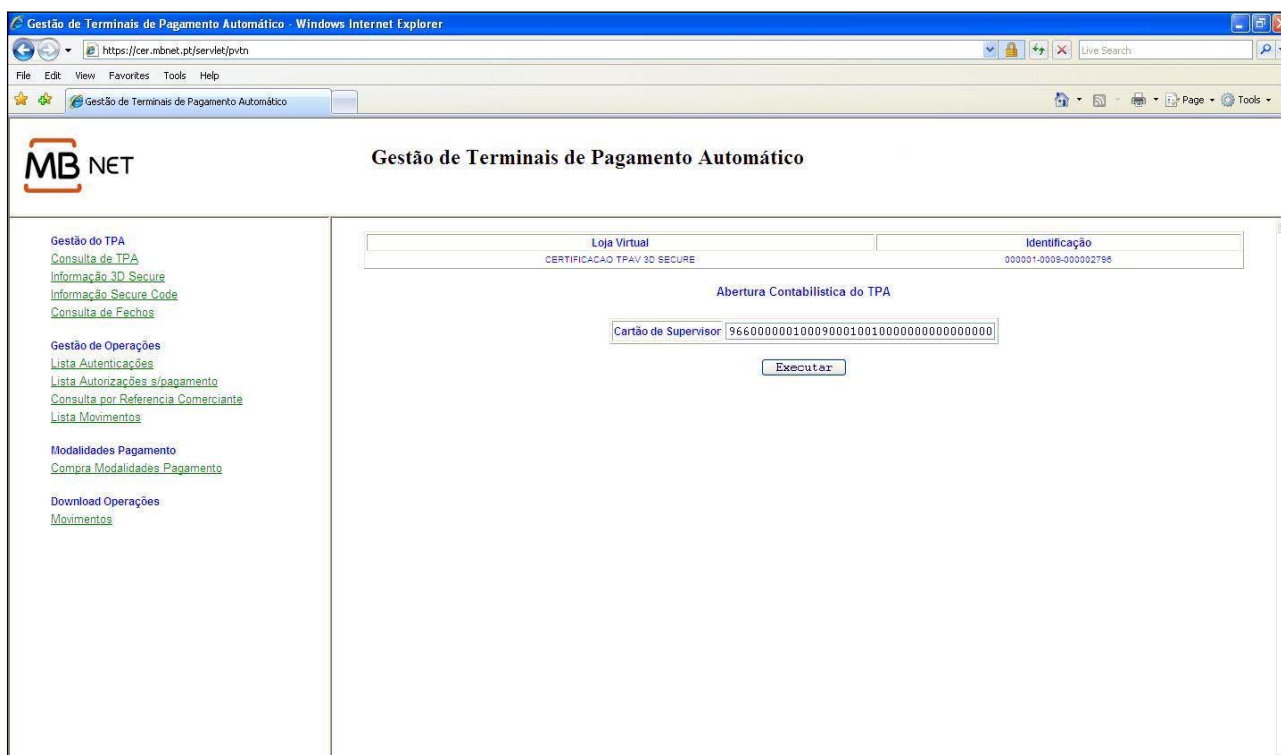 Gestão de Terminais de Pagamento Automático - Windows Internet Explorer
https://cer.mbnet.pt/servlet/pvtn
Live Search
File Edit View Favorites Tools Help
Gestão de Terminais de Pagamento Automático
Page Tools
MB NET
Gestão de Terminais de Pagamento Automático
Gestão do TPA
Consulta de TPA
Informação 3D Secure
Informação Secure Code
Consulta de Fechos
Gestão de Operações
Lista Autenticações
Lista Autorizações s/pagamento
Consulta por Referencia Comerciante
Lista Movimentos
Modalidades Pagamento
Compra Modalidades Pagamento
Download Operações
Movimentos
Loja Virtual Identificação
CERTIFICACAO TPAV 3D SECURE 000001-0009-000002796
Abertura Contabilistica do TPA
Cartão de Supervisor 9660000001000900010010000000000000000
Executar